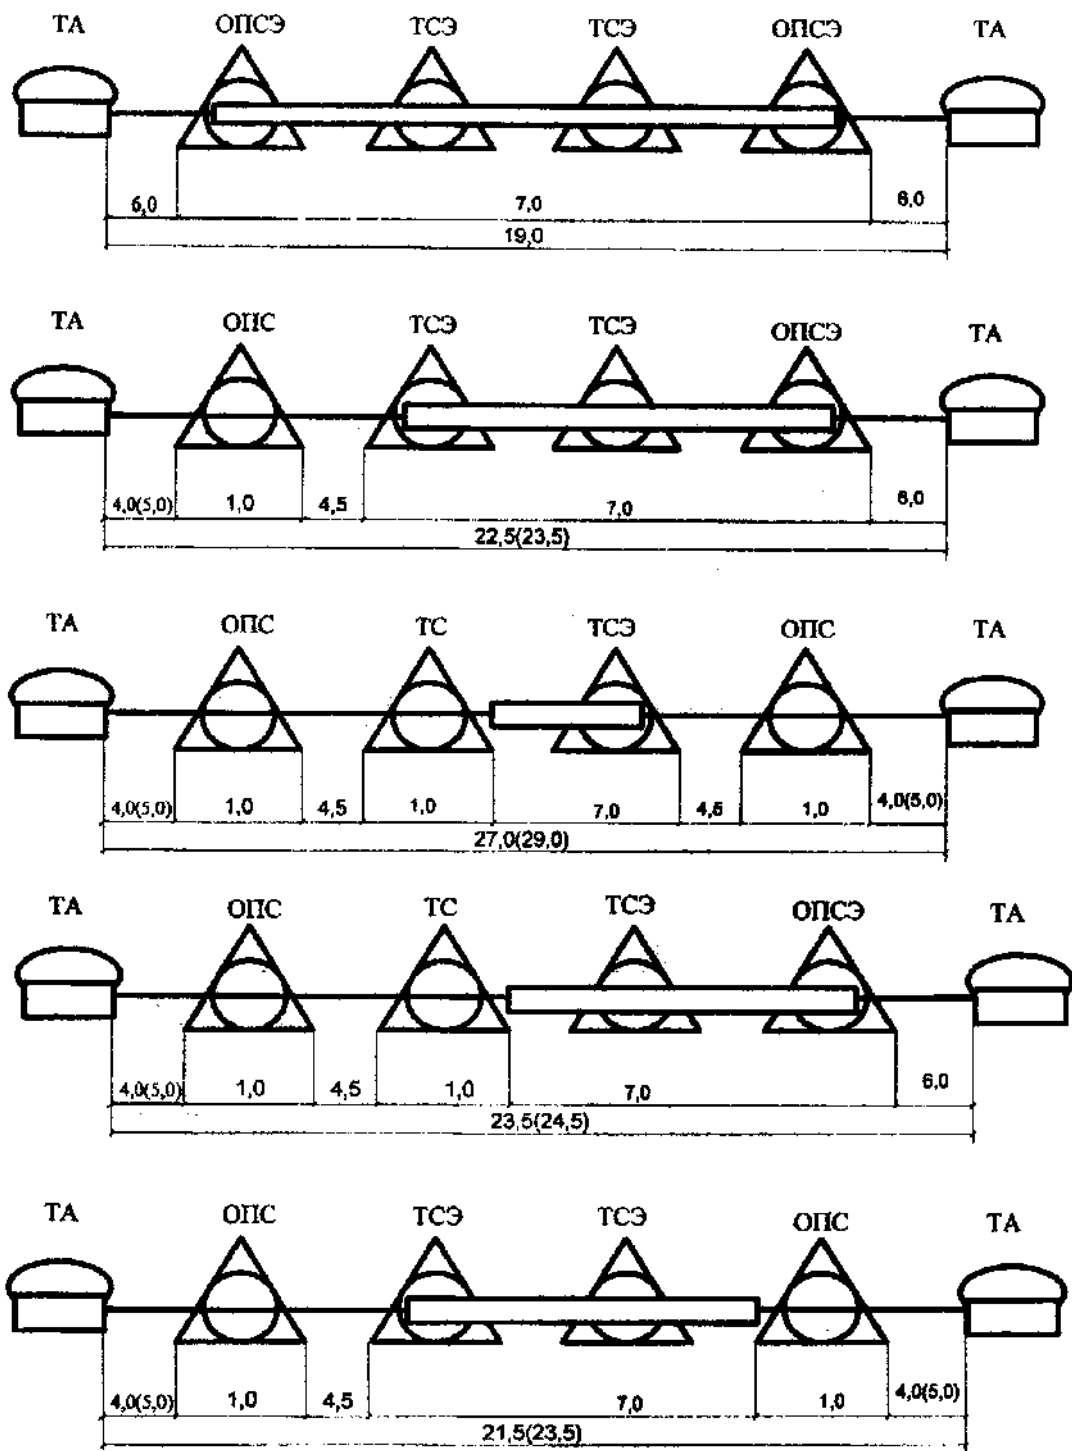 ТА ОПСЭ ТСЭ ТСЭ ОПСЭ ТА
6,0 7,0 6,0
19,0
ТА ОПС ТСЭ ТСЭ ОПСЭ ТА
4,0(5,0) 1,0 4,5 7,0 6,0
22,5(23,5)
ТА ОПС ТС ТСЭ ОПС ТА
4,0(5,0) 1,0 4,5 1,0 7,0 4,5 1,0 4,0(5,0)
27,0(29,0)
ТА ОПС ТС ТСЭ ОПСЭ ТА
4,0(5,0) 1,0 4,5 1,0 7,0 6,0
23,5(24,5)
ТА ОПС ТСЭ ТСЭ ОПС ТА
4,0(5,0) 1,0 4,5 7,0 1,0 4,0(5,0)
21,5(23,5)